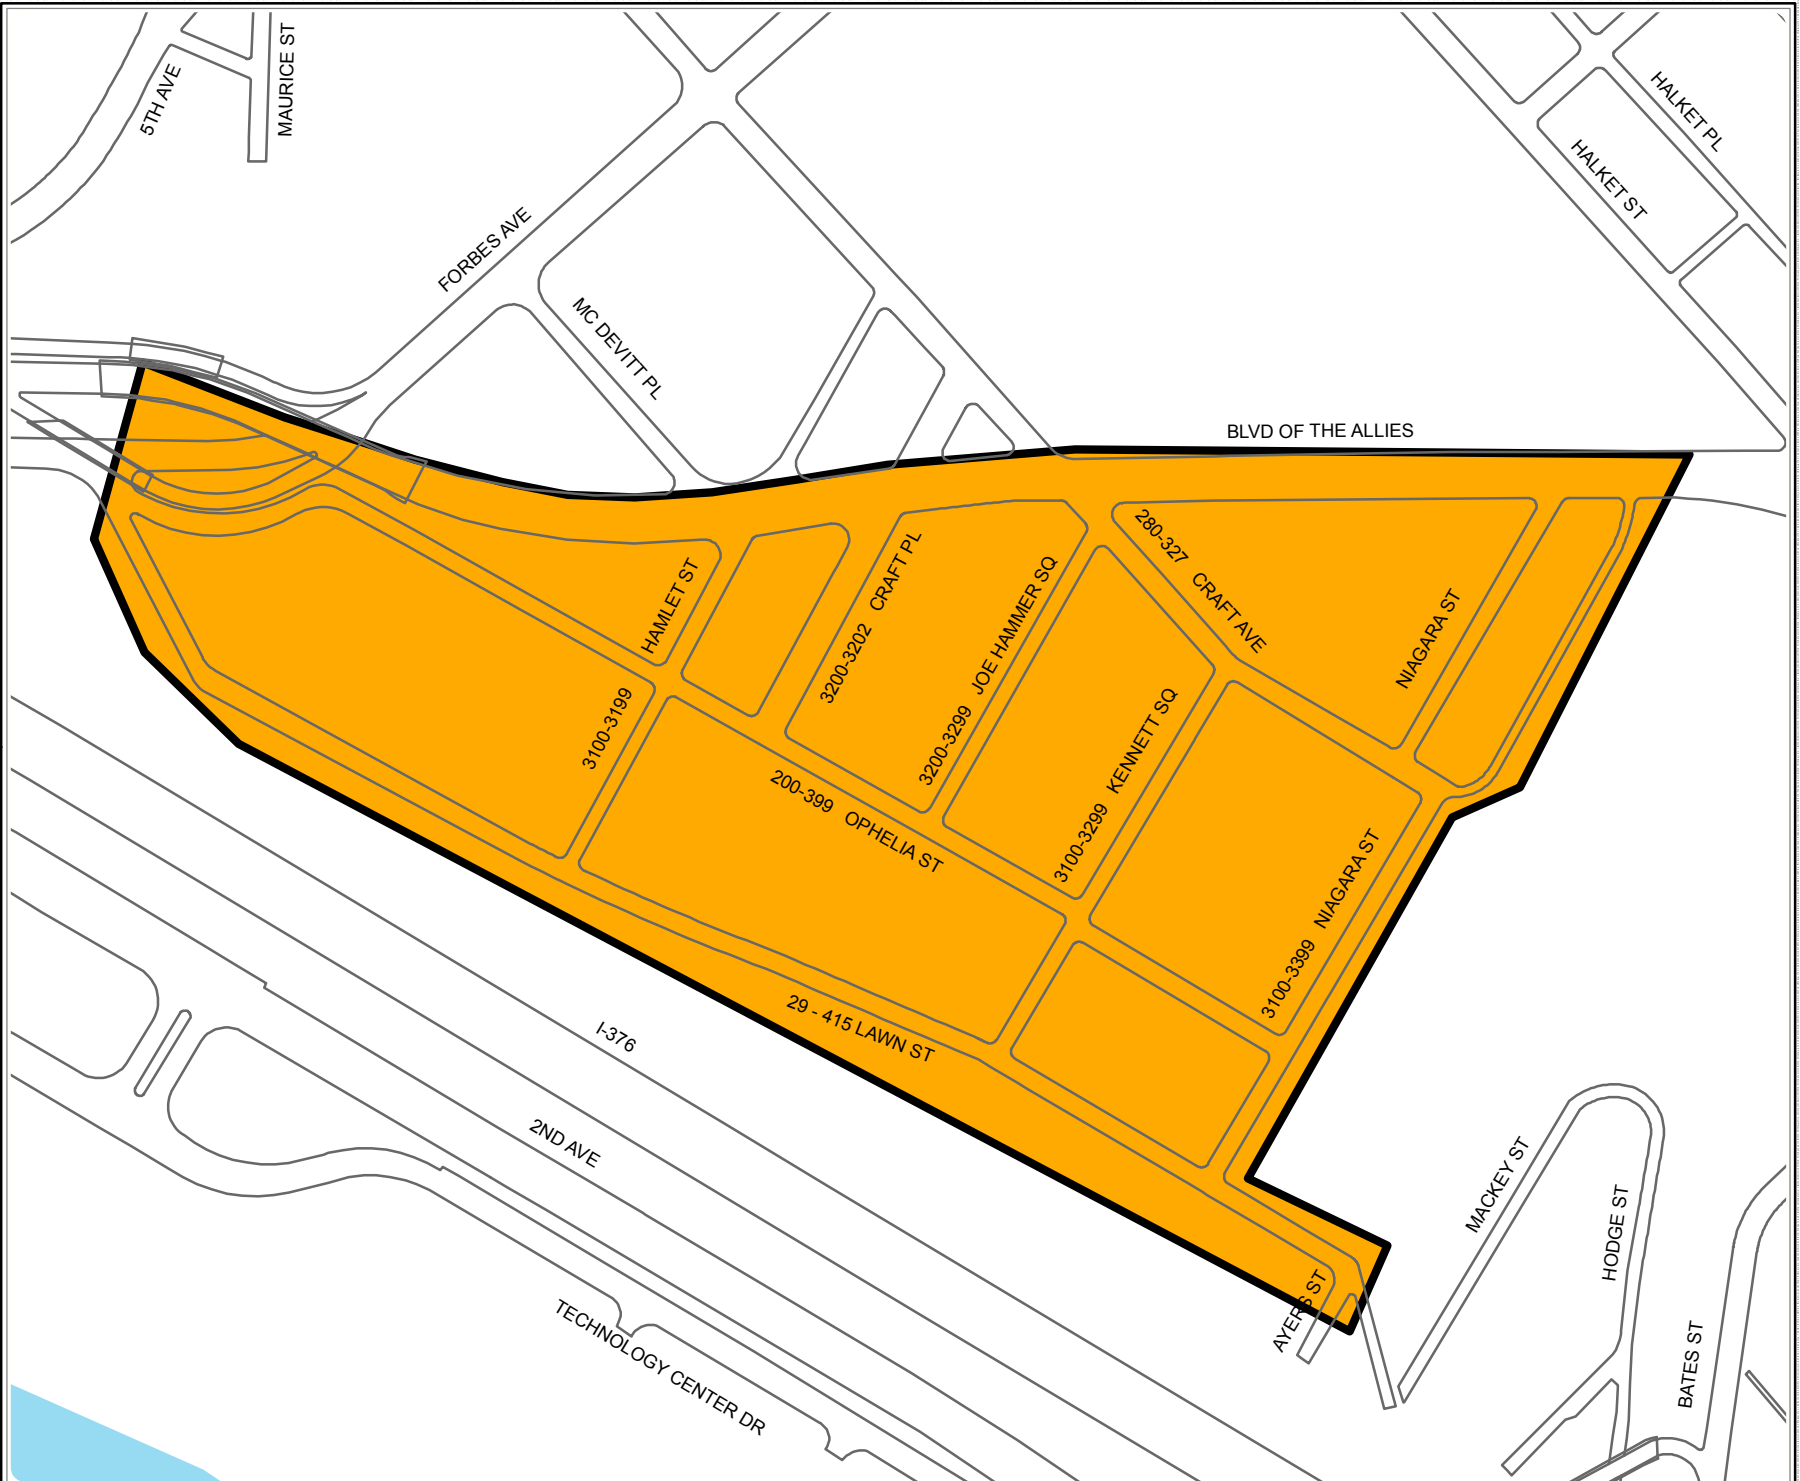 5TH AVE
MAURICE ST
HALKET PL
HALKET ST
FORBES AVE
MC DEVITT PL
BLVD OF THE ALLIES
280-327 CRAFT AVE
3200-3202 CRAFT PL
HAMLET ST
3200-3299 JOE HAMMER SQ
NIAGARA ST
3100-3199
3100-3299 KENNETT SQ
200-399 OPHELIA ST
3100-3399 NIAGARA ST
29 - 415 LAWN ST
I-376
2ND AVE
MACKEY ST
HODGE ST
AYERS ST
BATES ST
TECHNOLOGY CENTER DR